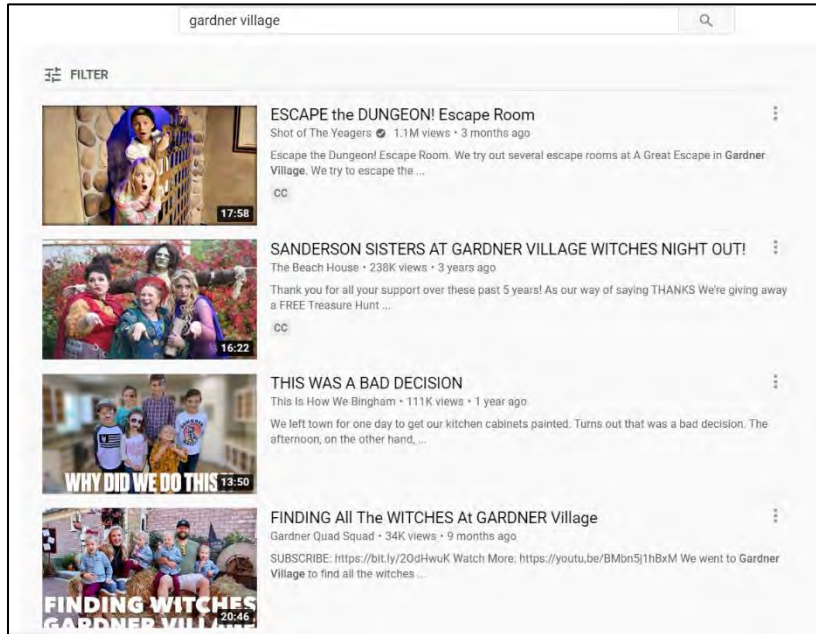 gardner village
FILTER
ESCAPE the DUNGEON! Escape Room
Shot of The Yeagers 1.1M views • 3 months ago
Escape the Dungeon! Escape Room. We try out several escape rooms at A Great Escape in Gardner
Village. We try to escape the ...
CC
17:58
SANDERSON SISTERS AT GARDNER VILLAGE WITCHES NIGHT OUT!
The Beach House • 238K views • 3 years ago
Thank you for all your support over these past 5 years! As our way of saying THANKS We're giving away
a FREE Treasure Hunt ...
CC
16:22
THIS WAS A BAD DECISION
This Is How We Bingham • 111K views • 1 year ago
We left town for one day to get our kitchen cabinets painted. Turns out that was a bad decision. The
afternoon, on the other hand, ...
WHY DID WE DO THIS
13:50
FINDING All The WITCHES At GARDNER Village
Gardner Quad Squad • 34K views • 9 months ago
SUBSCRIBE: https://bit.ly/2OdHwuK Watch More: https://youtu.be/BMbn5j1hBxM We went to Gardner
Village to find all the witches ...
FINDING WITCHES
GARDNER VILLAGE
20:46